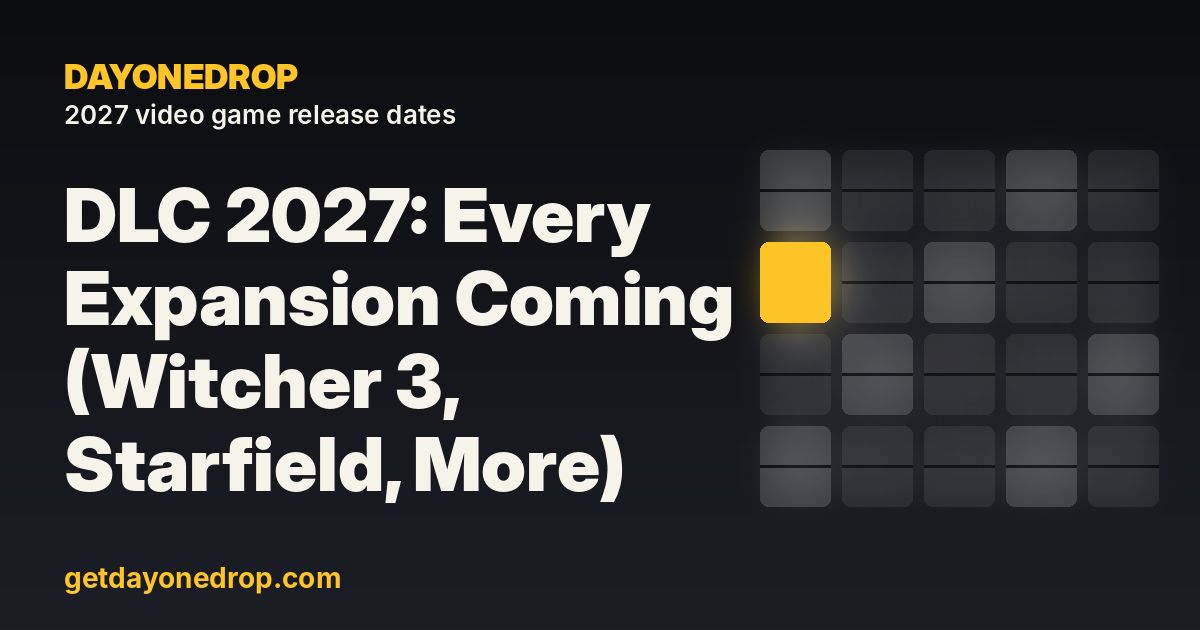 DAYONEDROP
2027 video game release dates
DLC 2027: Every
Expansion Coming
(Witcher 3,
Starfield, More)
getdayonedrop.com